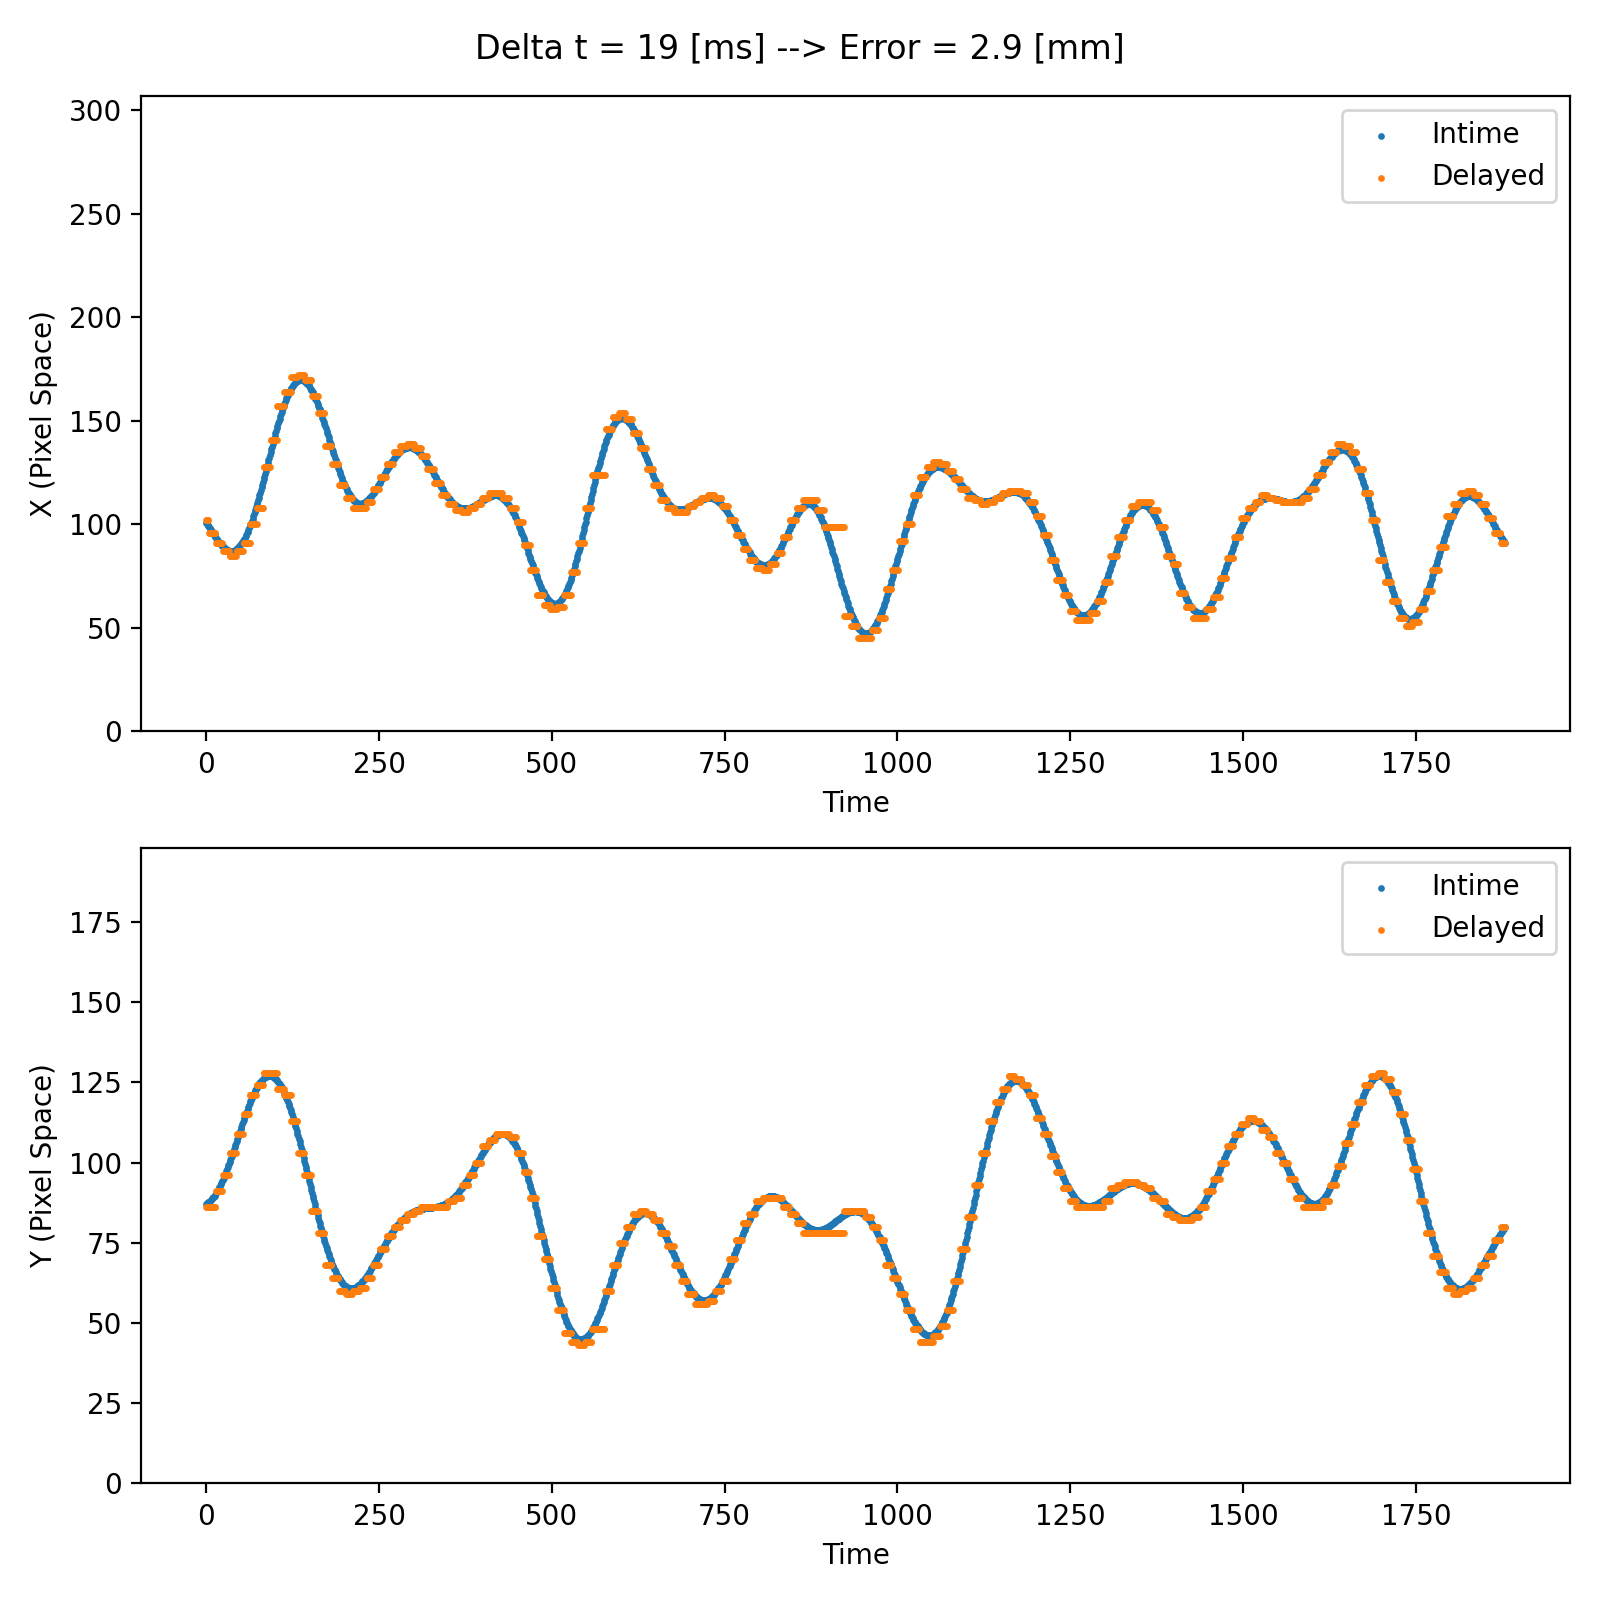 Delta t = 19 [ms] --> Error = 2.9 [mm]
300
250
200
150
100
50
0
X (Pixel Space)
Intime
Delayed
0 250 500 750 1000 1250 1500 1750
Time
175
150
125
100
75
50
25
0
Y (Pixel Space)
Intime
Delayed
0 250 500 750 1000 1250 1500 1750
Time